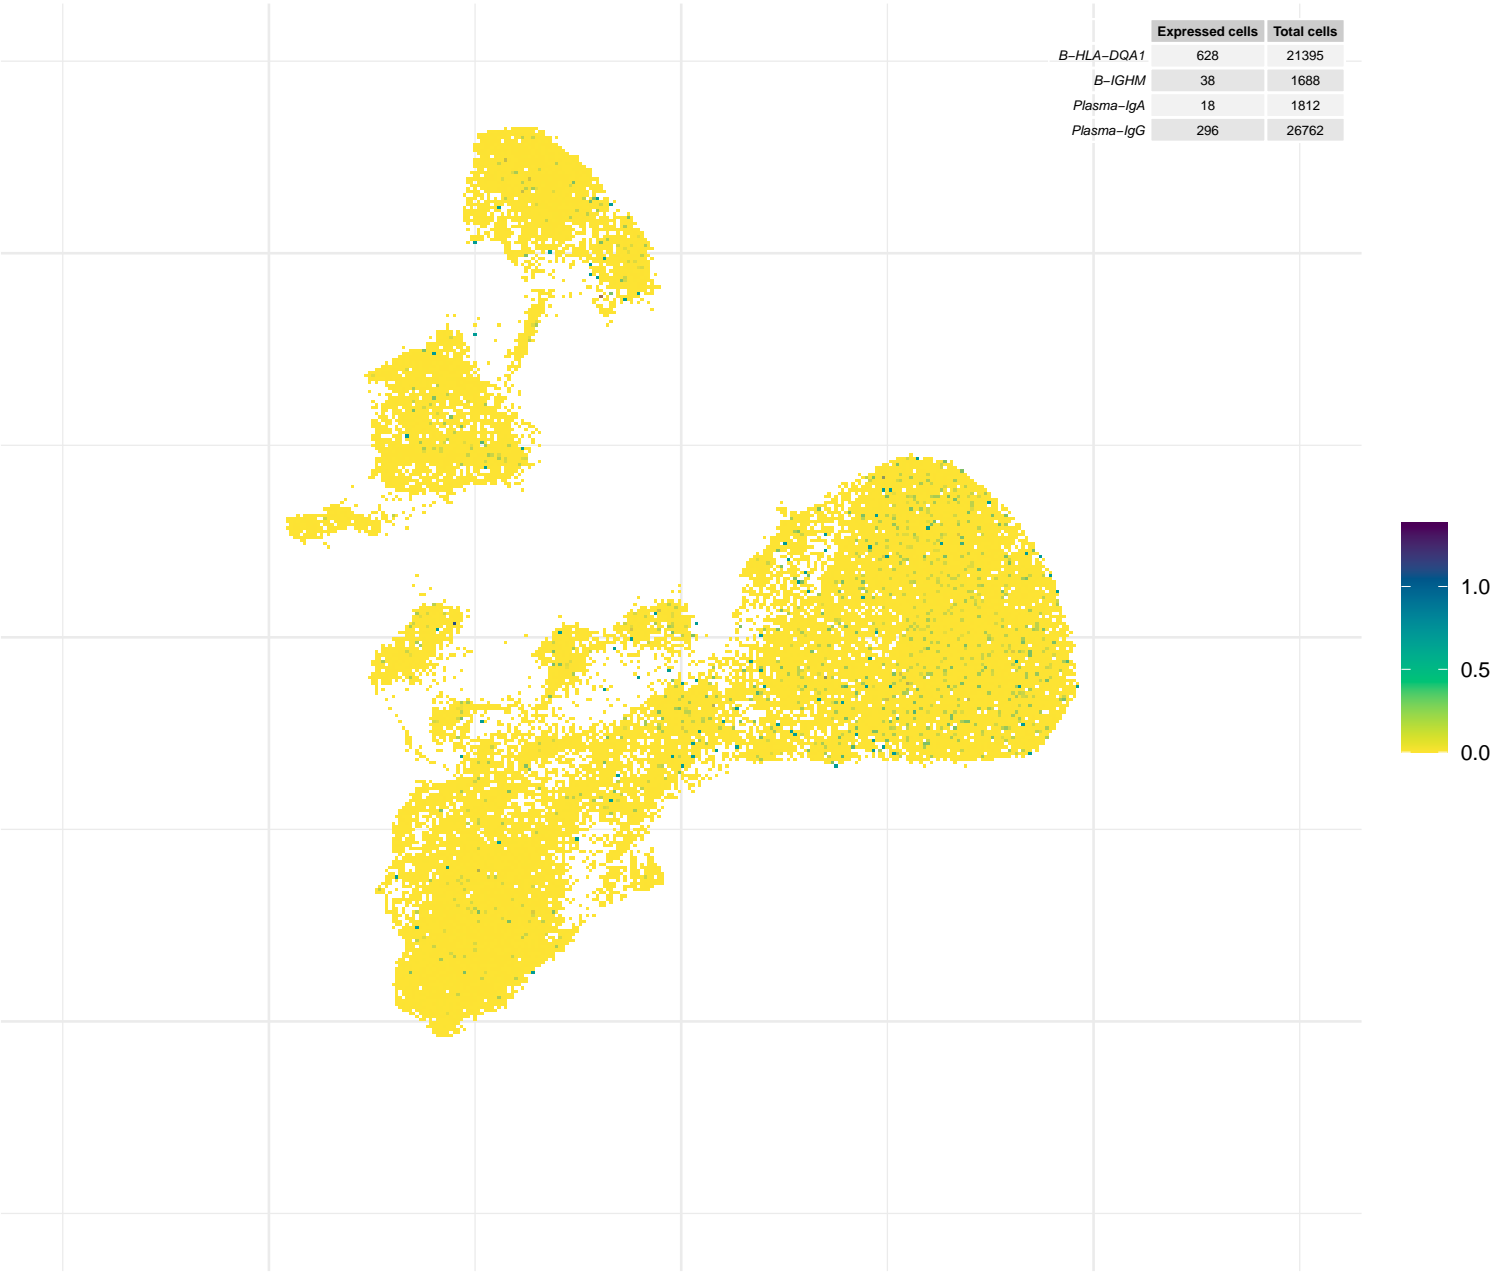 Expressed cells Total cells
B–HLA–DQA1 628 21395
B–IGHM 38 1688
Plasma–IgA 18 1812
Plasma–IgG 296 26762
1.0
0.5
0.0